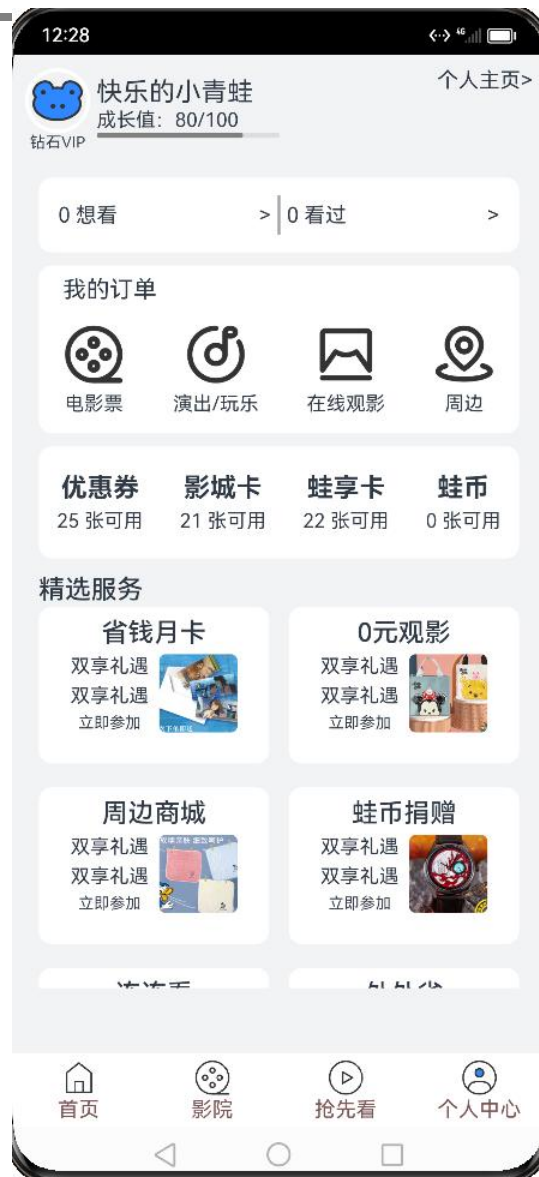 12:28
4G
快乐的小青蛙
个人主页>
成长值：80/100
钻石VIP
0 想看 > 0 看过 >
我的订单
电影票 演出/玩乐 在线观影 周边
优惠券 影城卡 蛙享卡 蛙币
25 张可用 21 张可用 22 张可用 0 张可用
精选服务
省钱月卡 0元观影
双享礼遇 双享礼遇
双享礼遇 双享礼遇
立即参加 立即参加
周边商城 蛙币捐赠
双享礼遇 双享礼遇
双享礼遇 双享礼遇
立即参加 立即参加
连连看
首页 影院 抢先看 个人中心